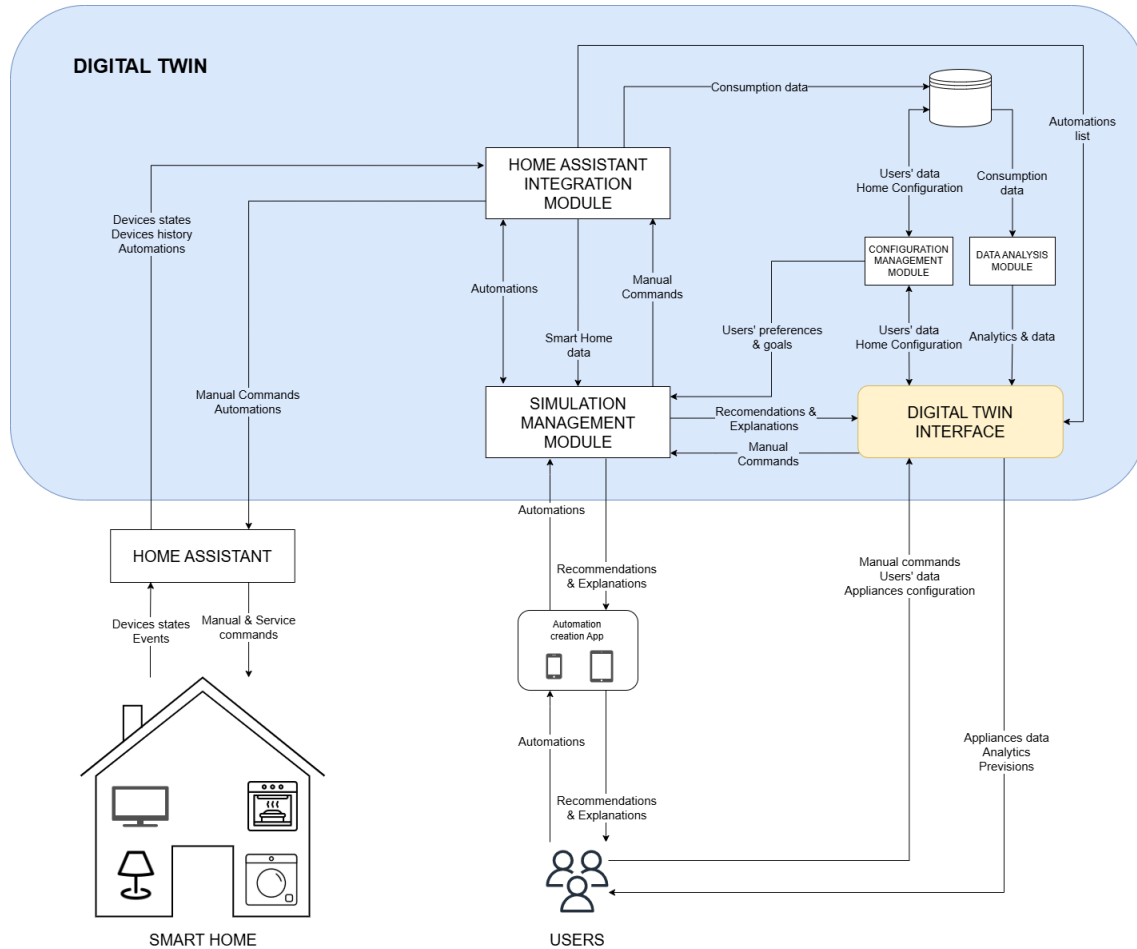 DIGITAL TWIN
Consumption data
Automations
list
HOME ASSISTANT
INTEGRATION
MODULE
Users' data
Home Configuration
Consumption
data
Devices states
Devices history
Automations
CONFIGURATION
MANAGEMENT
MODULE
DATA ANALYSIS
MODULE
Automations
Manual
Commands
Smart Home
data
Users' preferences
& goals
Users' data
Home Configuration
Analytics & data
Manual Commands
Automations
SIMULATION
MANAGEMENT
MODULE
Recomendations &
Explanations
Manual
Commands
DIGITAL TWIN
INTERFACE
Automations
HOME ASSISTANT
Recommendations
& Explanations
Manual commands
Users' data
Appliances configuration
Devices states
Events
Manual & Service
commands
Automation
creation App
Automations
Recommendations
& Explanations
Appliances data
Analytics
Previsions
SMART HOME
USERS